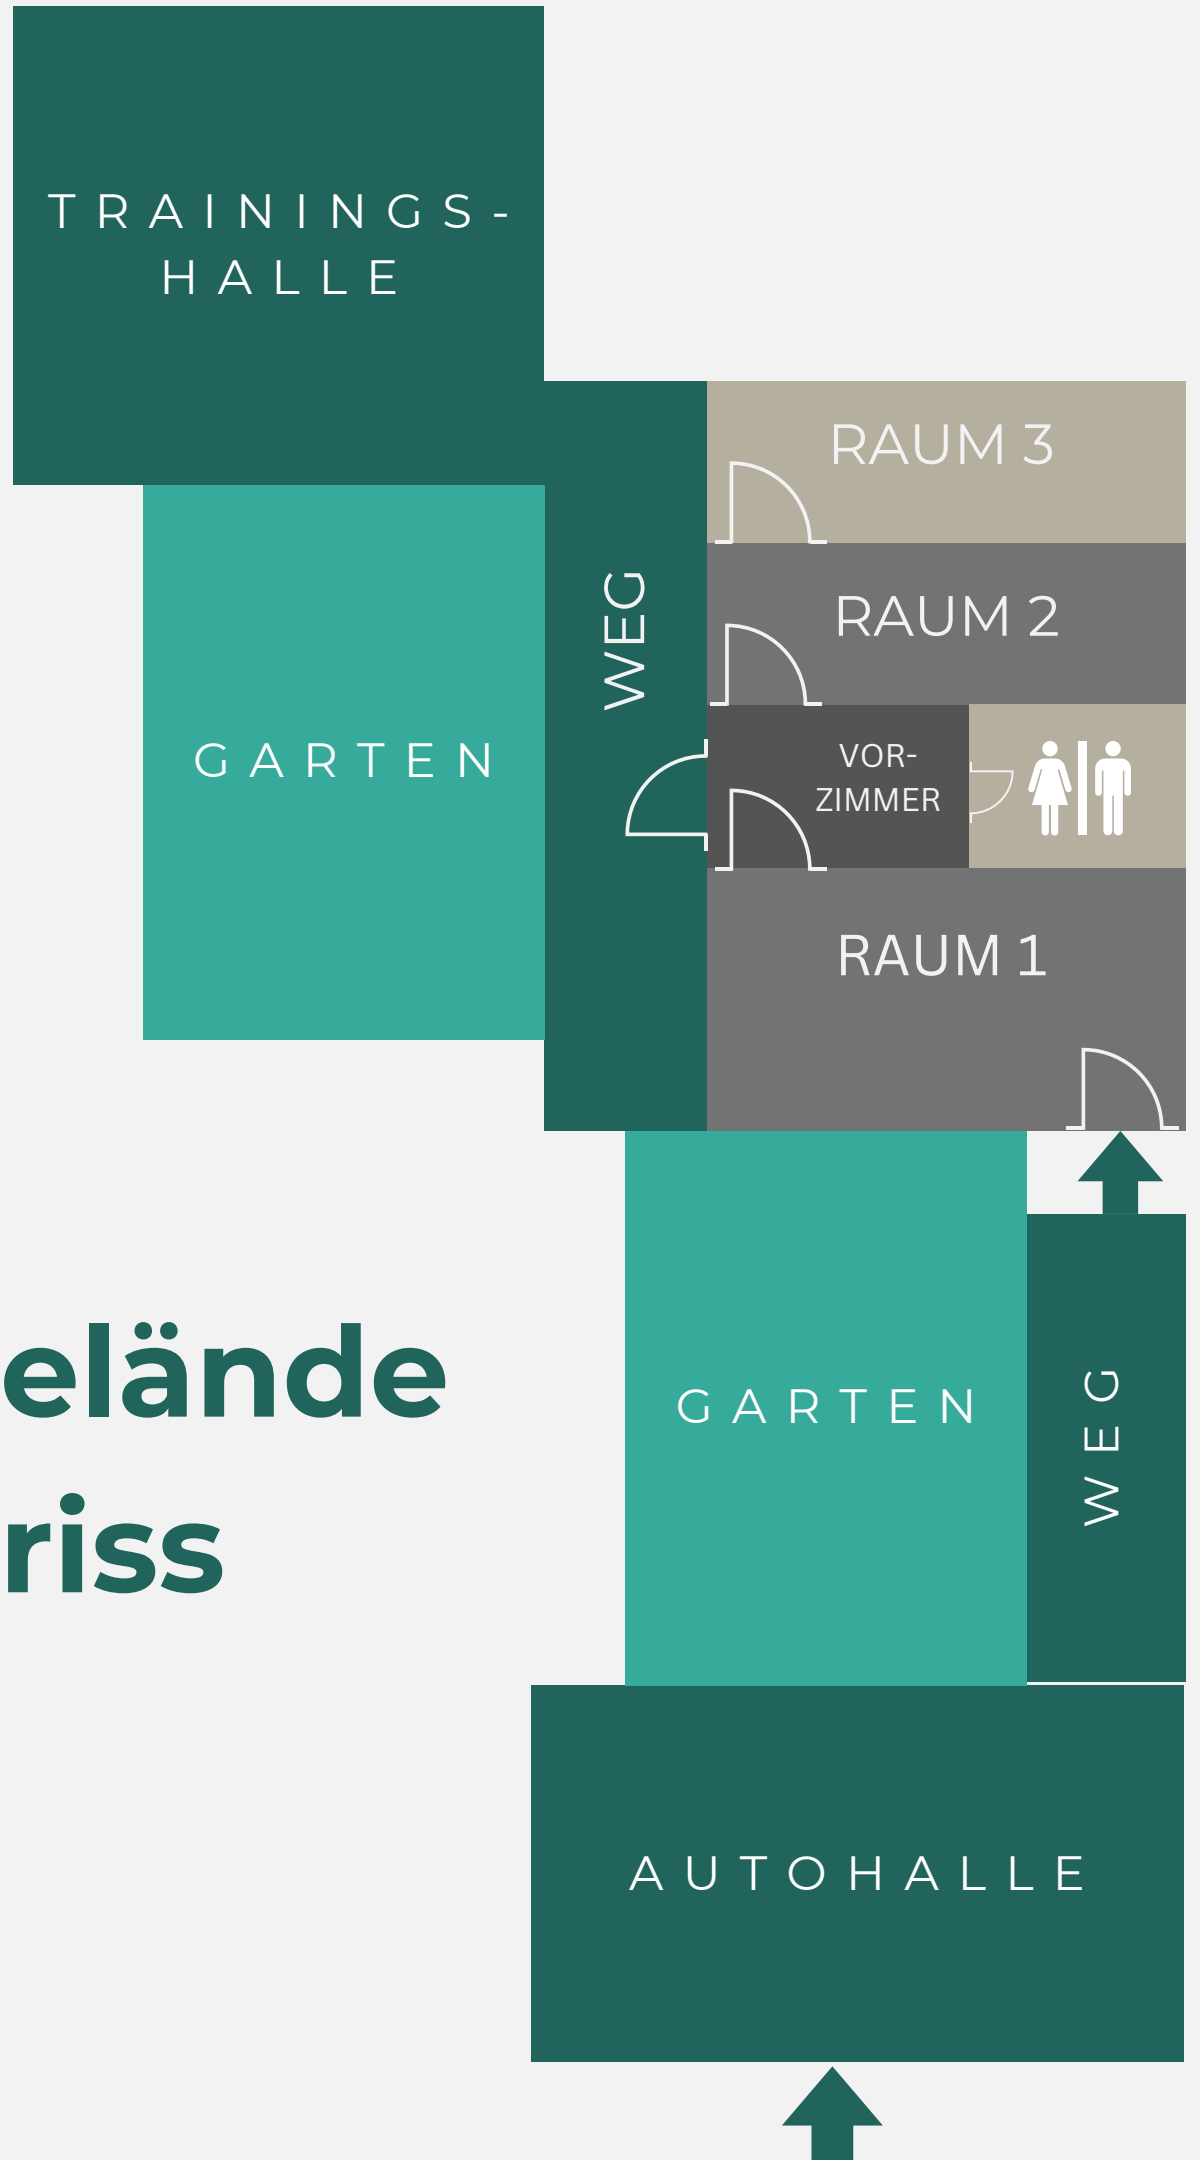 TRAININGS-
HALLE
RAUM 3
RAUM 2
WEG
VOR-
ZIMMER
GARTEN
RAUM 1
elände
riss
GARTEN
WEG
AUTOHALLE